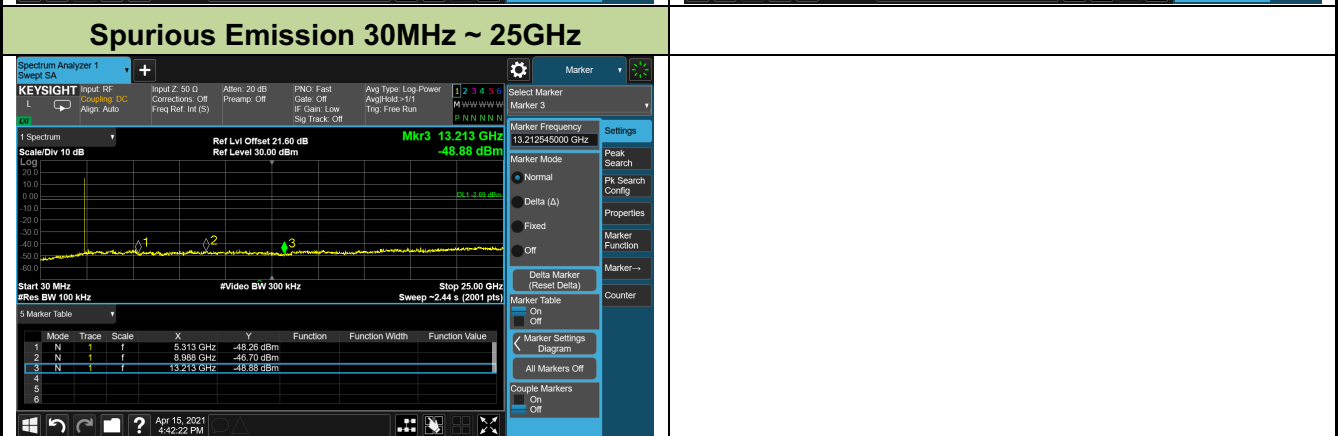 Spurious Emission 30MHz ~ 25GHz
Spectrum Analyzer 1
Swept SA
Marker
KEYSIGHT
L
Input: RF
Coupling: DC
Align: Auto
Input Z: 50 Ω
Corrections: Off
Freq Ref: Int (S)
Atten: 20 dB
Preamp: Off
PNO: Fast
Gate: Off
IF Gain: Low
Sig Track: Off
Avg Type: Log-Power
Avg|Hold:>1/1
Trig: Free Run
1 2 3 4 5 6
M W W W W W
P N N N N N
Select Marker
Marker 3
1 Spectrum
Scale/Div 10 dB
Ref Lvl Offset 21.60 dB
Ref Level 30.00 dBm
Mkr3 13.213 GHz
-48.88 dBm
Log
20.0
10.0
0.00
-10.0
-20.0
-30.0
-40.0
-50.0
-60.0
DL1 -2.69 dBm
1
2
3
Start 30 MHz
#Res BW 100 kHz
#Video BW 300 kHz
Stop 25.00 GHz
Sweep ~2.44 s (2001 pts)
5 Marker Table
Mode Trace Scale X Y Function Function Width Function Value
1 N 1 f 5.313 GHz -48.26 dBm
2 N 1 f 8.988 GHz -46.70 dBm
3 N 1 f 13.213 GHz -48.88 dBm
4
5
6
Marker Frequency
13.212545000 GHz
Marker Mode
Normal
Delta (Δ)
Fixed
Off
Delta Marker
(Reset Delta)
Marker Table
On
Off
Marker Settings
Diagram
All Markers Off
Couple Markers
On
Off
Settings
Peak
Search
Pk Search
Config
Properties
Marker
Function
Marker→
Counter
?
Apr 15, 2021
4:42:22 PM